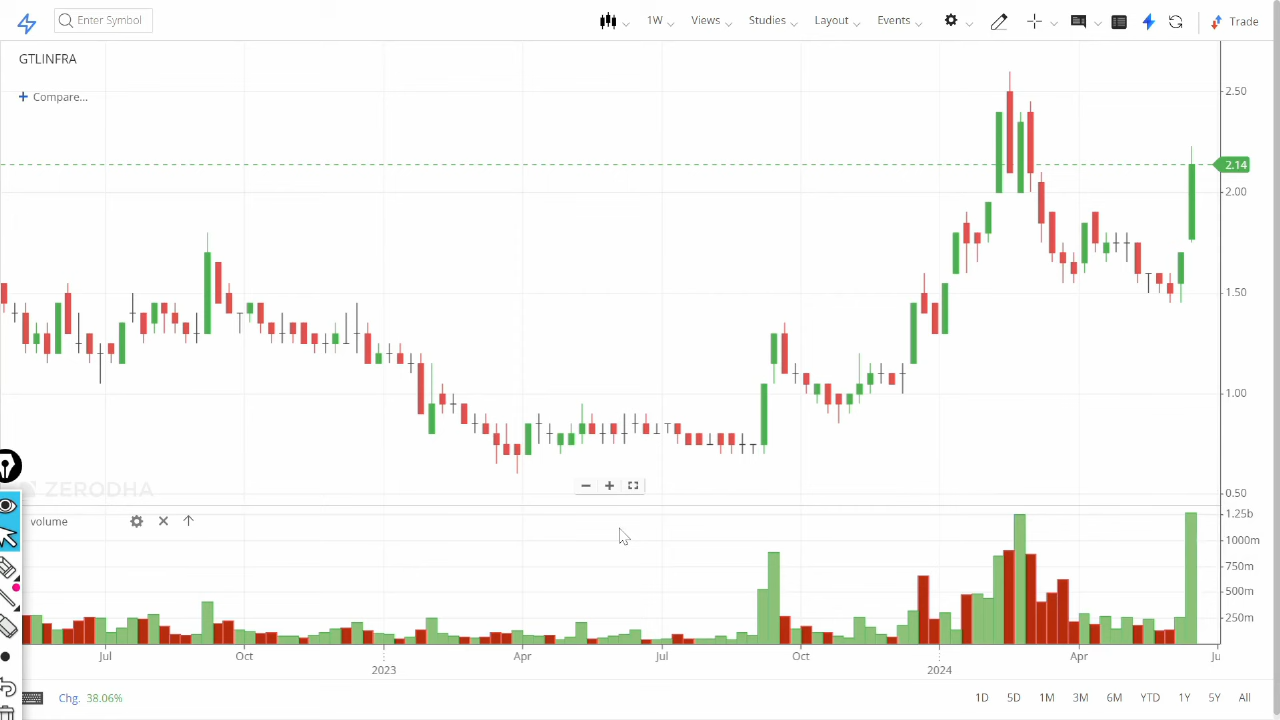 Enter Symbol 1W Views Studies Layout Events Trade
GTLINFRA
+ Compare...
2.50
2.14
2.00
1.50
1.00
ZERODHA
0.50
volume
1.25b
1000m
750m
500m
250m
Jul Oct 2023 Apr Jul Oct 2024 Apr Ju
Chg. 38.06% 1D 5D 1M 3M 6M YTD 1Y 5Y All